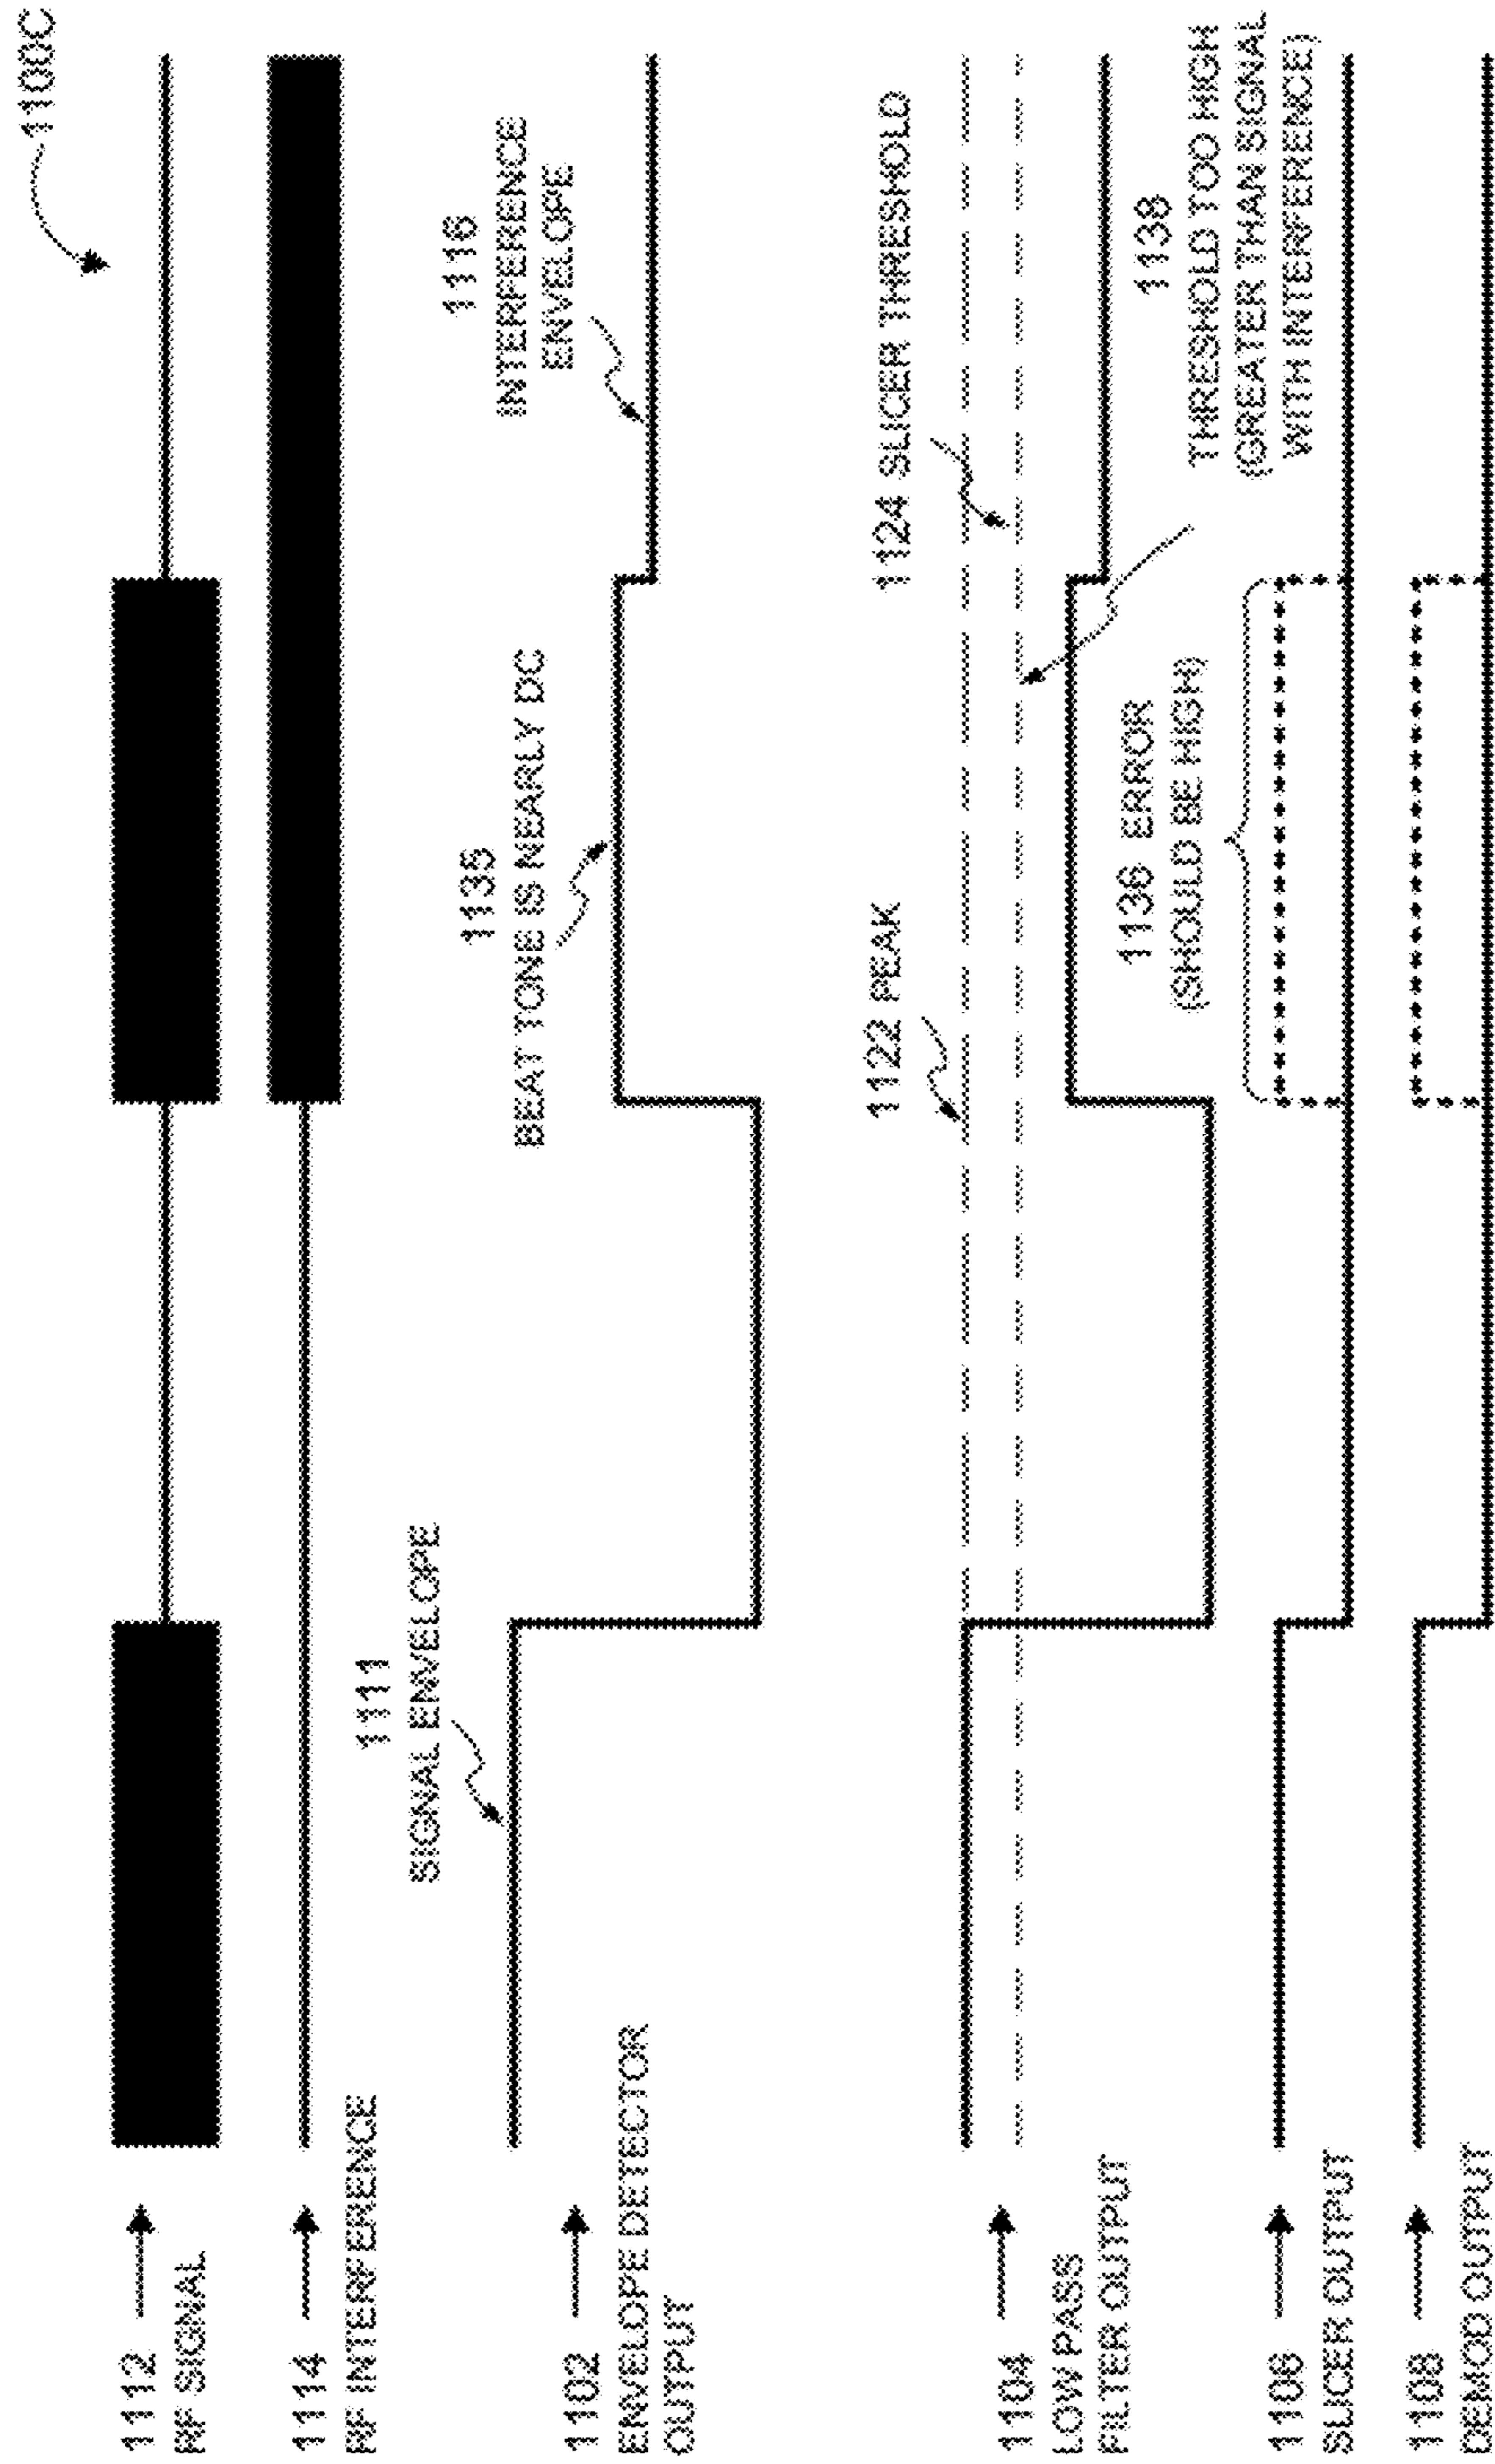 1100C
1112
RF SIGNAL
1114
RF INTERFERENCE
1111
SIGNAL ENVELOPE
1135
BEAT TONE IS NEARLY DC
1116
INTERFERENCE
ENVELOPE
1102
ENVELOPE DETECTOR
OUTPUT
1122 PEAK
1124 SLICER THRESHOLD
1104
LOW PASS
FILTER OUTPUT
1136 ERROR
(SHOULD BE HIGH)
1138
THRESHOLD TOO HIGH
(GREATER THAN SIGNAL
WITH INTERFERENCE)
1106
SLICER OUTPUT
1108
DEMOD OUTPUT